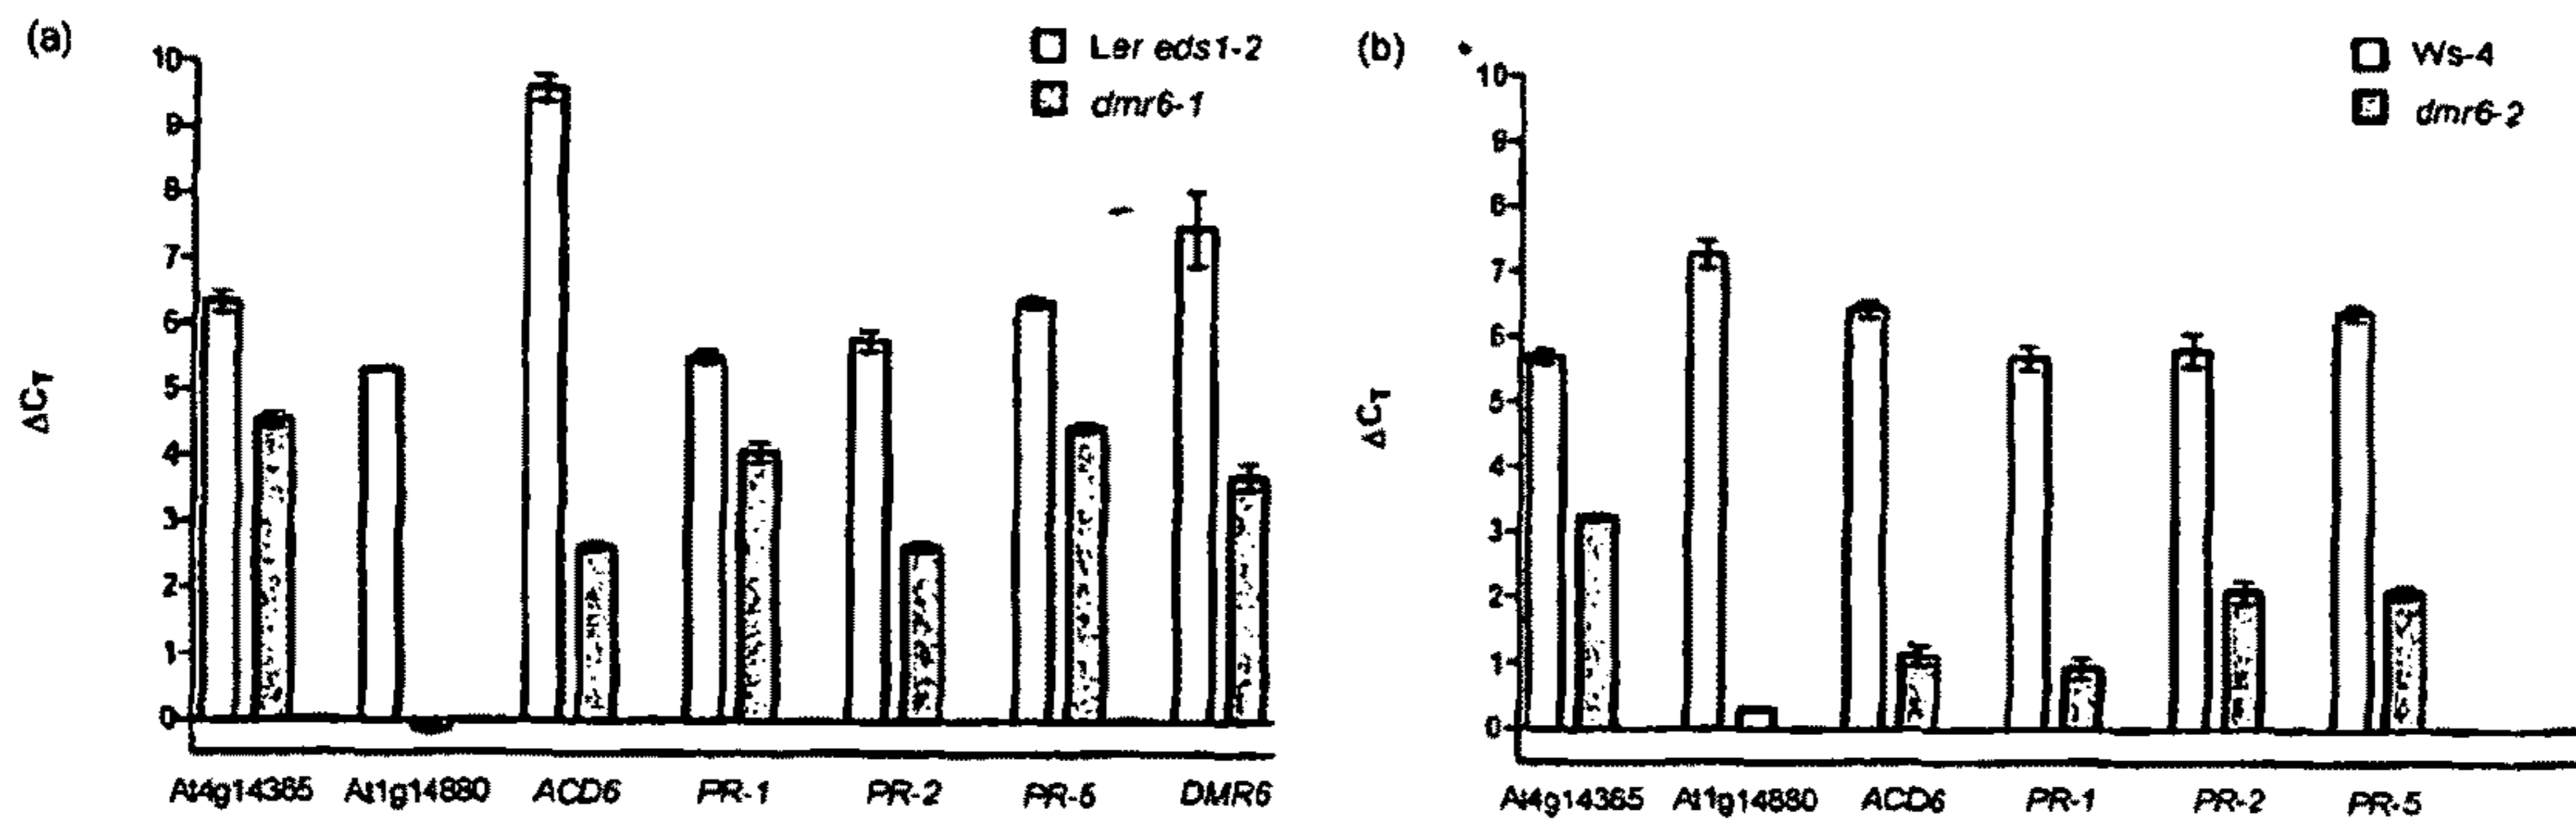 (a)
Ler eds1-2
dmr6-1
10
9
8
7
6
5
4
3
2
1
0
ΔCT
At4g14365 At1g14880 ACD6 PR-1 PR-2 PR-5 DMR6
(b)
Ws-4
dmr6-2
10
9
8
7
6
5
4
3
2
1
0
ΔCT
At4g14365 At1g14880 ACD6 PR-1 PR-2 PR-5